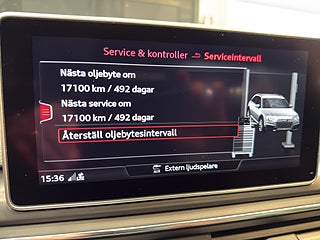 Service & kontroller Serviceintervall
Nästa oljebyte om
17100 km / 492 dagar
Nästa service om
17100 km / 492 dagar
Återställ oljebytesintervall
15:36
Extern ljudspelare